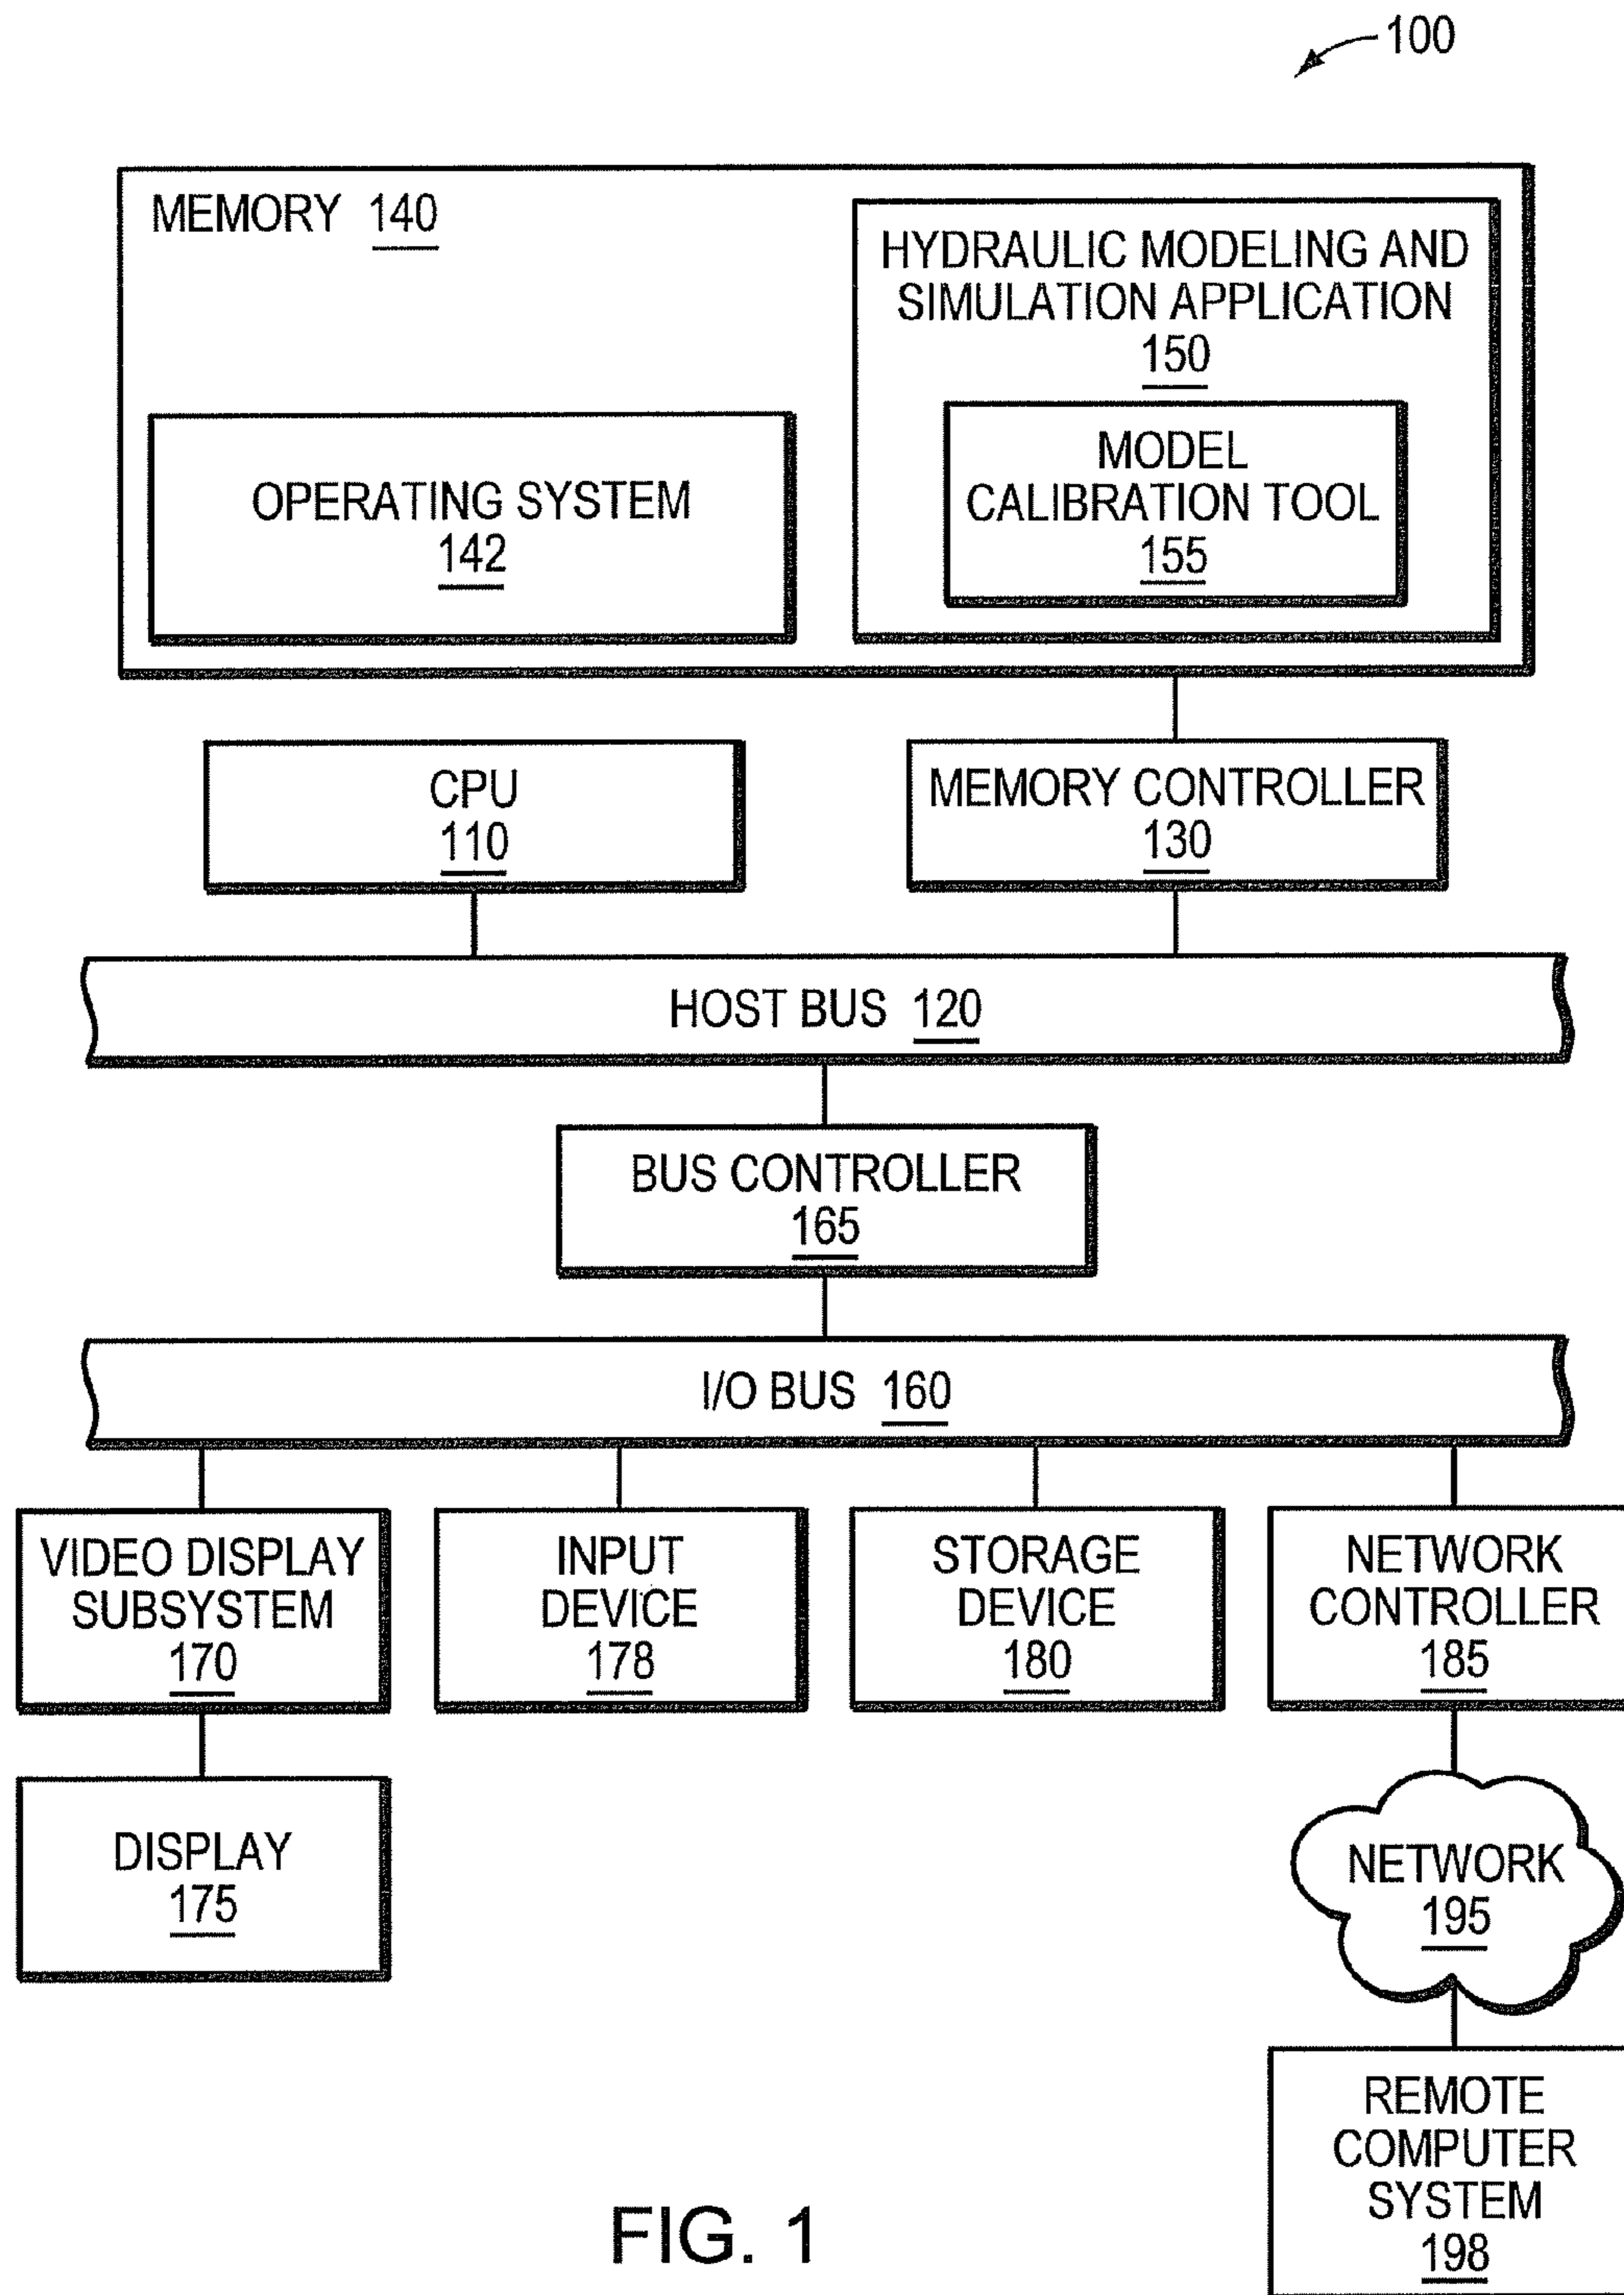 100
MEMORY 140
HYDRAULIC MODELING AND
SIMULATION APPLICATION
150
MODEL
CALIBRATION TOOL
155
OPERATING SYSTEM
142
CPU
110
MEMORY CONTROLLER
130
HOST BUS 120
BUS CONTROLLER
165
I/O BUS 160
VIDEO DISPLAY
SUBSYSTEM
170
INPUT
DEVICE
178
STORAGE
DEVICE
180
NETWORK
CONTROLLER
185
DISPLAY
175
NETWORK
195
REMOTE
COMPUTER
SYSTEM
198
FIG. 1